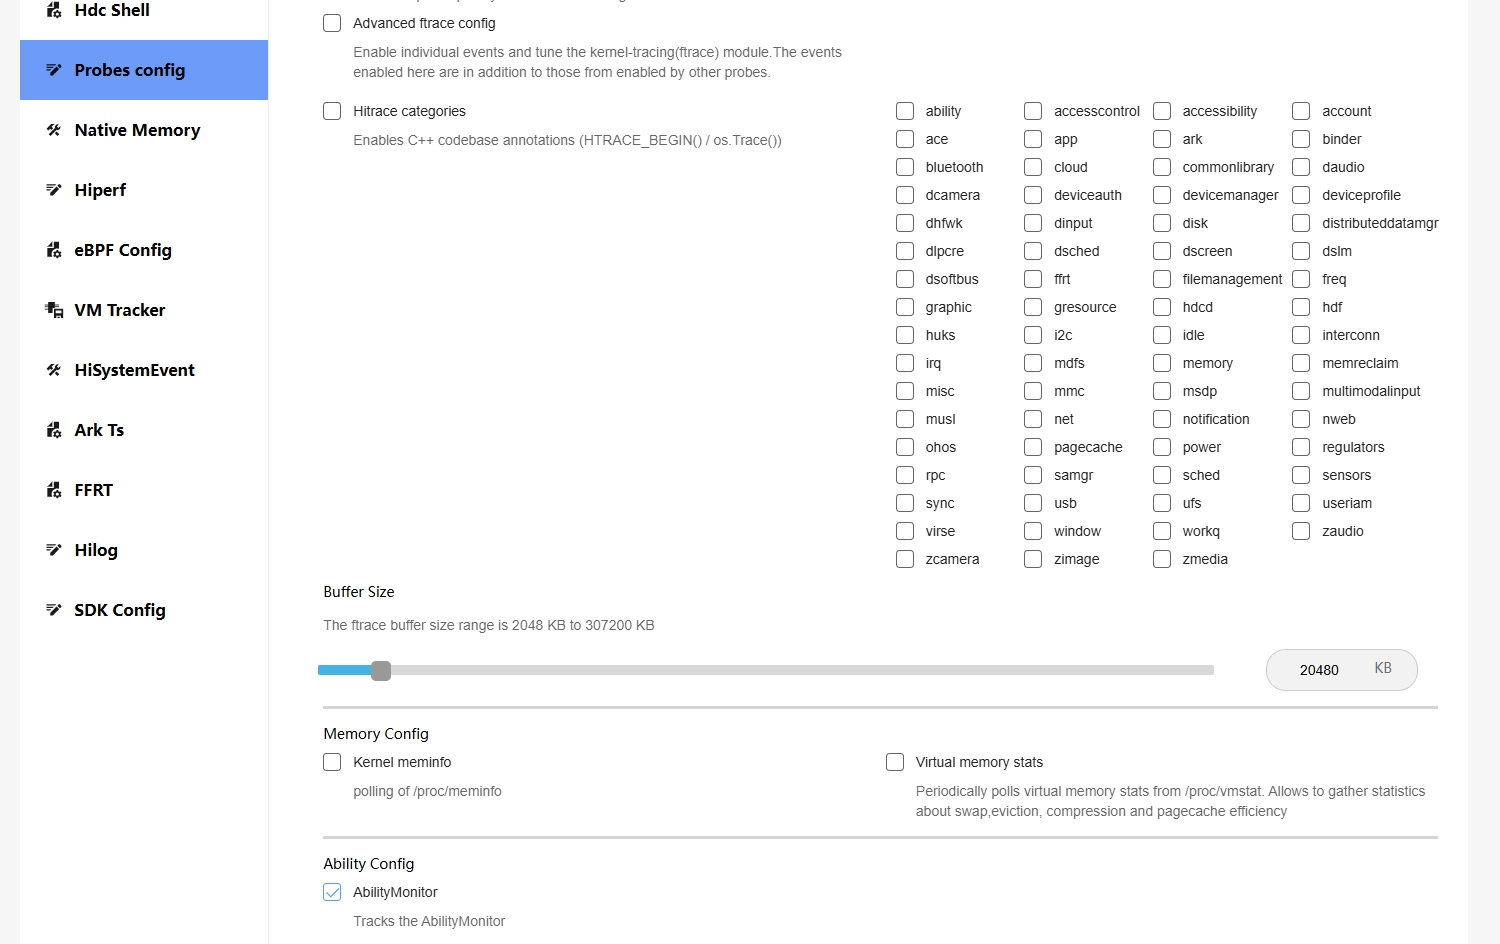 Hdc Shell
Probes config
Native Memory
Hiperf
eBPF Config
VM Tracker
HiSystemEvent
Ark Ts
FFRT
Hilog
SDK Config
Advanced ftrace config
Enable individual events and tune the kernel-tracing(ftrace) module.The events
enabled here are in addition to those from enabled by other probes.
Hitrace categories
Enables C++ codebase annotations (HTRACE_BEGIN() / os.Trace())
ability accesscontrol accessibility account
ace app ark binder
bluetooth cloud commonlibrary daudio
dcamera deviceauth devicemanager deviceprofile
dhfwk dinput disk distributeddatamgr
dlpcre dsched dscreen dslm
dsoftbus ffrt filemanagement freq
graphic gresource hdcd hdf
huks i2c idle interconn
irq mdfs memory memreclaim
misc mmc msdp multimodalinput
musl net notification nweb
ohos pagecache power regulators
rpc samgr sched sensors
sync usb ufs useriam
virse window workq zaudio
zcamera zimage zmedia
Buffer Size
The ftrace buffer size range is 2048 KB to 307200 KB
20480 KB
Memory Config
Kernel meminfo
polling of /proc/meminfo
Virtual memory stats
Periodically polls virtual memory stats from /proc/vmstat. Allows to gather statistics
about swap,eviction, compression and pagecache efficiency
Ability Config
AbilityMonitor
Tracks the AbilityMonitor